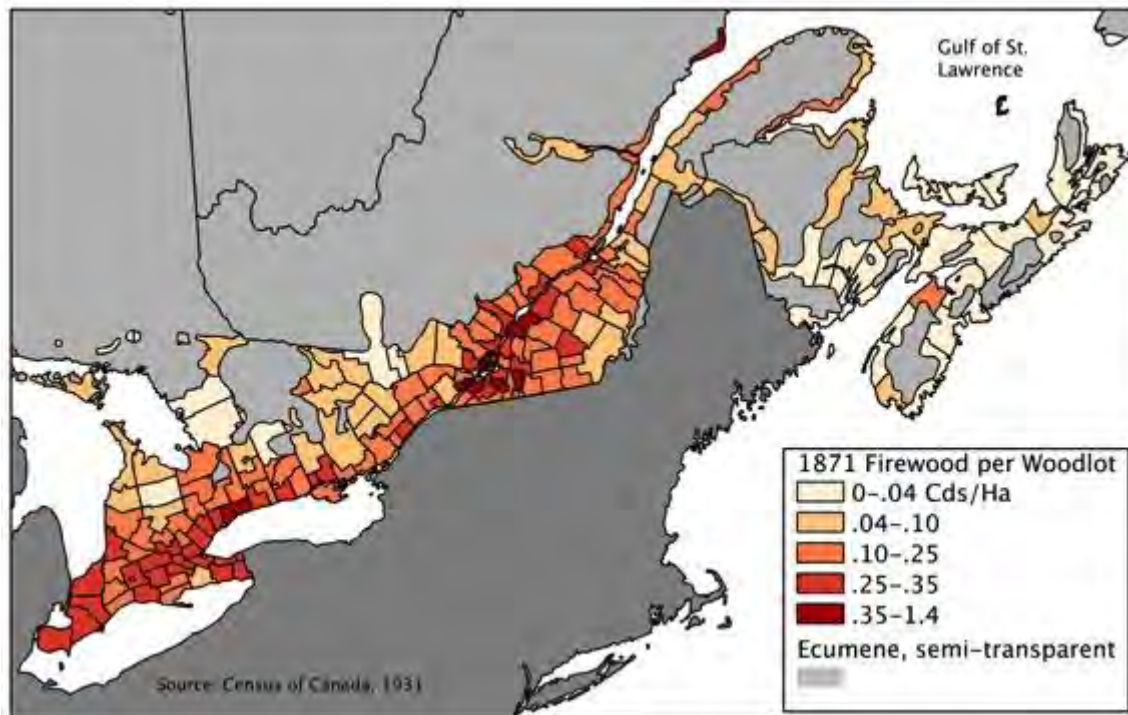 Gulf of St.
Lawrence
1871 Firewood per Woodlot
0-.04 Cds/Ha
.04-.10
.10-.25
.25-.35
.35-1.4
Ecumene, semi-transparent
Source: Census of Canada, 1931